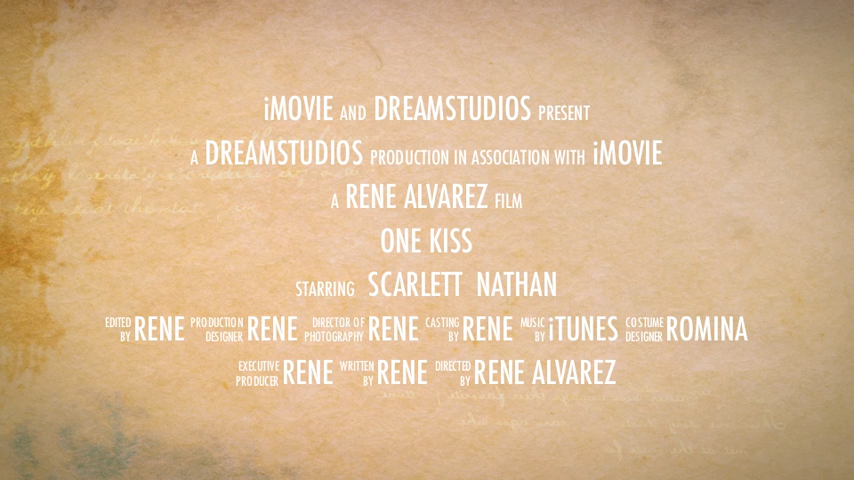 iMOVIE AND DREAMSTUDIOS PRESENT
A DREAMSTUDIOS PRODUCTION IN ASSOCIATION WITH iMOVIE
A RENE ALVAREZ FILM
ONE KISS
STARRING SCARLETT NATHAN
EDITED BY RENE PRODUCTION DESIGNER RENE DIRECTOR OF PHOTOGRAPHY RENE CASTING BY RENE MUSIC BY iTUNES COSTUME DESIGNER ROMINA
EXECUTIVE PRODUCER RENE WRITTEN BY RENE DIRECTED BY RENE ALVAREZ